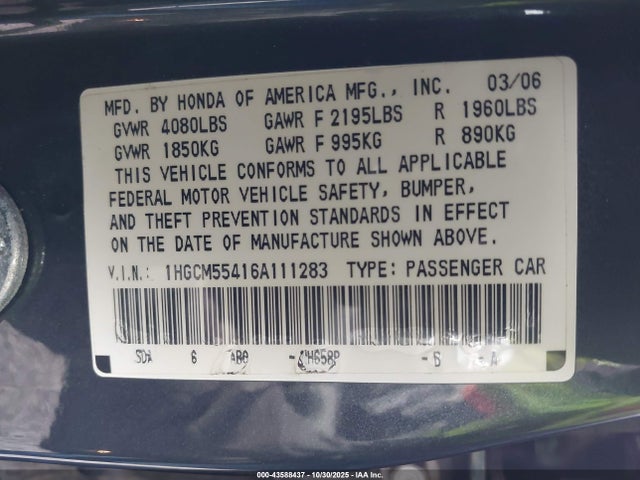 MFD. BY HONDA OF AMERICA MFG., INC. 03/06
GVWR 4080LBS GAWR F 2195LBS R 1960LBS
GVWR 1850KG GAWR F 995KG R 890KG
THIS VEHICLE CONFORMS TO ALL APPLICABLE
FEDERAL MOTOR VEHICLE SAFETY, BUMPER,
AND THEFT PREVENTION STANDARDS IN EFFECT
ON THE DATE OF MANUFACTURE SHOWN ABOVE.
V.I.N.: 1HGCM55416A111283 TYPE: PASSENGER CAR
SDA 6 - - A
000-43588437 - 10/30/2025 - IAA Inc.